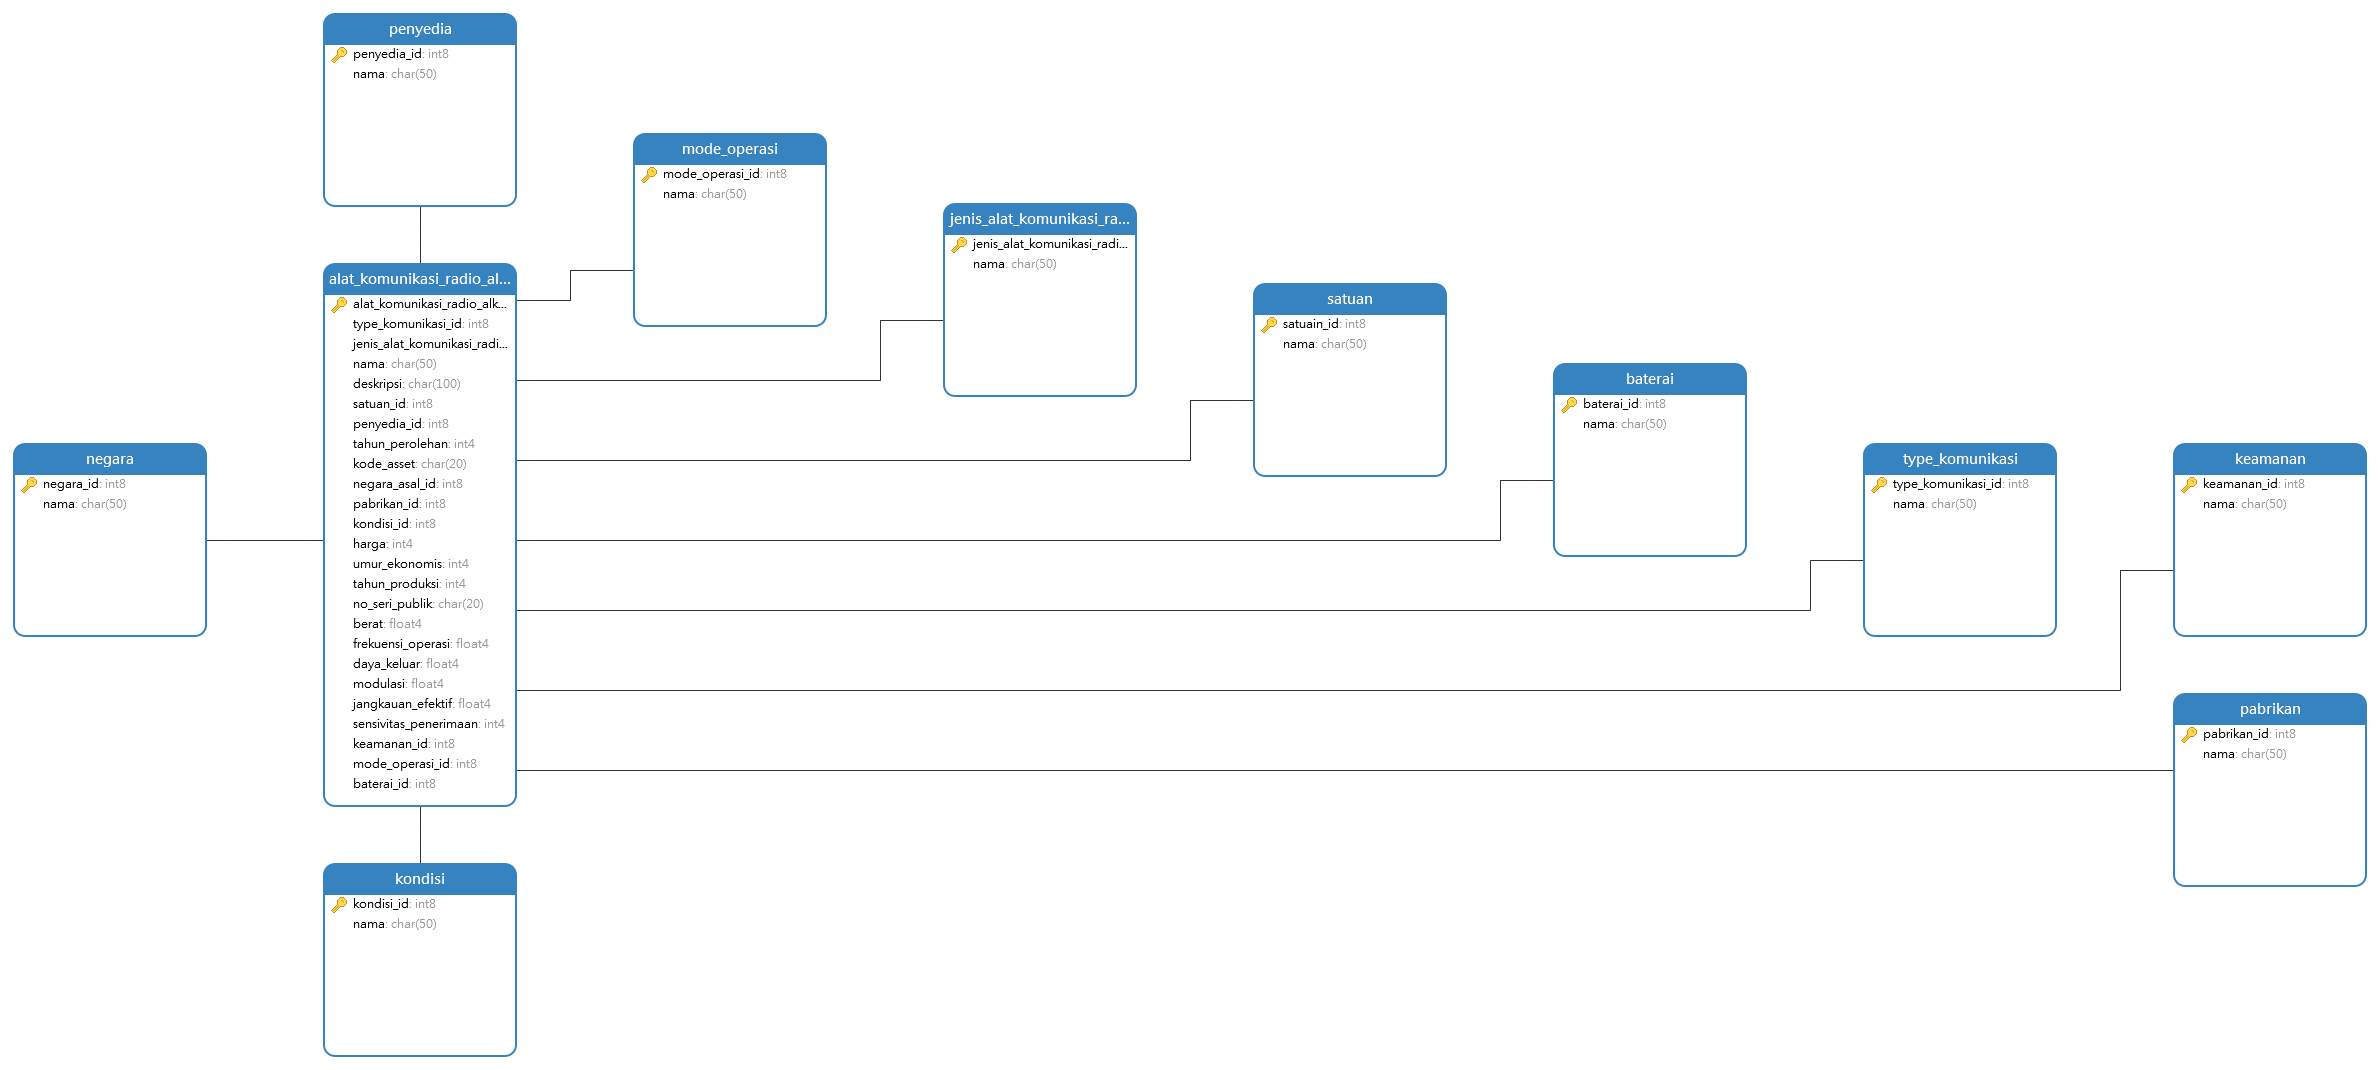 penyedia
penyedia_id: int8
nama: char(50)
mode_operasi
mode_operasi_id: int8
nama: char(50)
jenis_alat_komunikasi_ra...
jenis_alat_komunikasi_radi...
nama: char(50)
alat_komunikasi_radio_al...
alat_komunikasi_radio_alk...
type_komunikasi_id: int8
jenis_alat_komunikasi_radi...
nama: char(50)
deskripsi: char(100)
satuan_id: int8
penyedia_id: int8
tahun_perolehan: int4
kode_asset: char(20)
negara_asal_id: int8
pabrikan_id: int8
kondisi_id: int8
harga: int4
umur_ekonomis: int4
tahun_produksi: int4
no_seri_publik: char(20)
berat: float4
frekuensi_operasi: float4
daya_keluar: float4
modulasi: float4
jangkauan_efektif: float4
sensivitas_penerimaan: int4
keamanan_id: int8
mode_operasi_id: int8
baterai_id: int8
satuan
satuain_id: int8
nama: char(50)
baterai
baterai_id: int8
nama: char(50)
negara
negara_id: int8
nama: char(50)
type_komunikasi
type_komunikasi_id: int8
nama: char(50)
keamanan
keamanan_id: int8
nama: char(50)
pabrikan
pabrikan_id: int8
nama: char(50)
kondisi
kondisi_id: int8
nama: char(50)